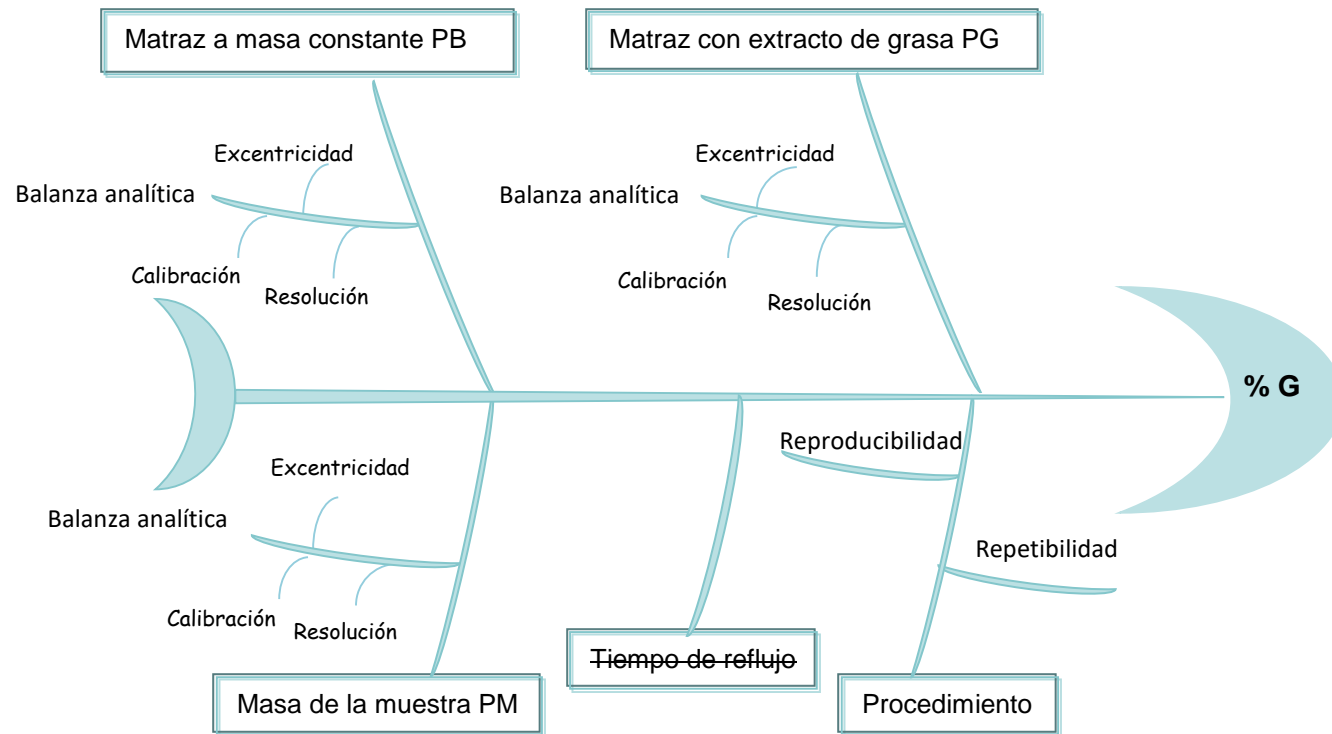 Matraz a masa constante PB
Matraz con extracto de grasa PG
Excentricidad
Balanza analítica
Calibración
Resolución
Excentricidad
Balanza analítica
Calibración
Resolución
% G
Reproducibilidad
Excentricidad
Balanza analítica
Repetibilidad
Calibración
Resolución
Tiempo de reflujo
Masa de la muestra PM
Procedimiento